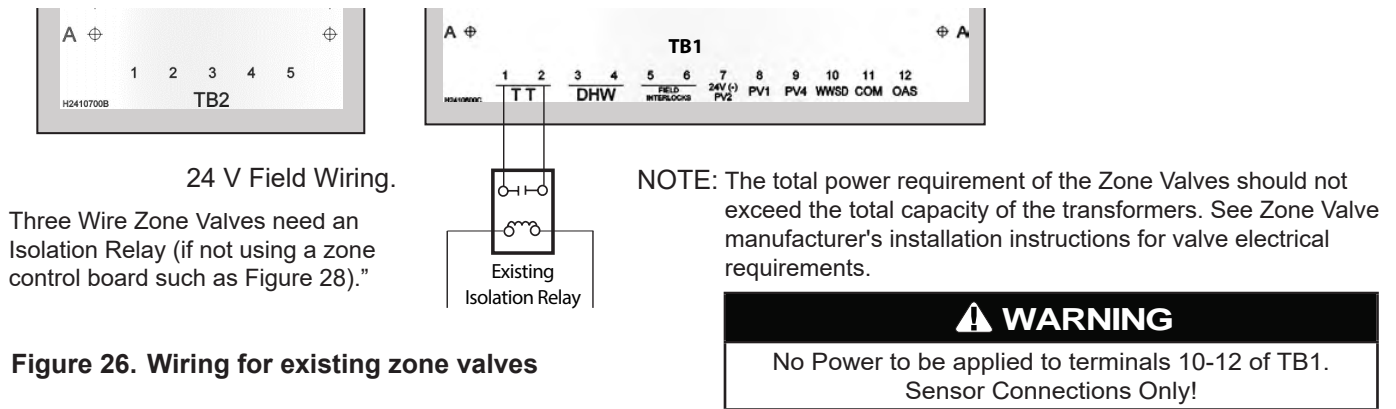 A
1 2 3 4 5
H2410700B
TB2
A
A
TB1
1 2 3 4 5 6 7 8 9 10 11 12
TT DHW FIELD INTERLOCKS 24V (-) PV2 PV1 PV4 WWSD COM OAS
24 V Field Wiring.
Three Wire Zone Valves need an
Isolation Relay (if not using a zone
control board such as Figure 28).”
Existing
Isolation Relay
NOTE: The total power requirement of the Zone Valves should not
exceed the total capacity of the transformers. See Zone Valve
manufacturer's installation instructions for valve electrical
requirements.
WARNING
No Power to be applied to terminals 10-12 of TB1.
Sensor Connections Only!
Figure 26. Wiring for existing zone valves